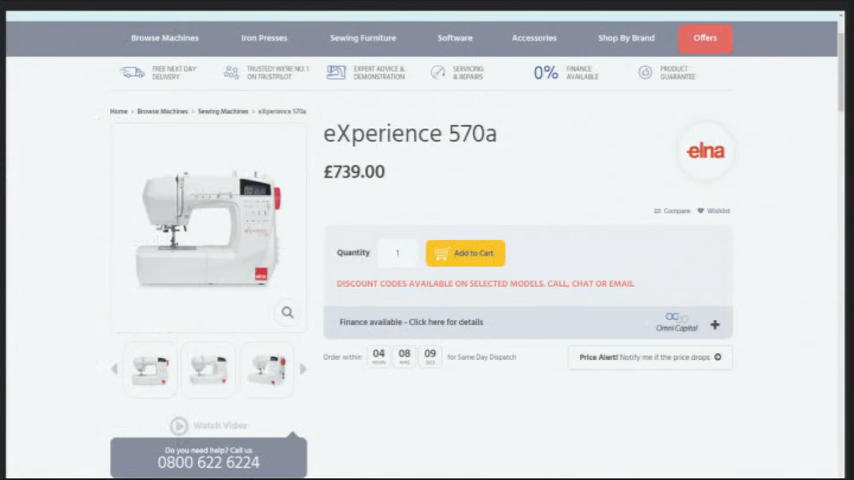 Browse Machines Iron Presses Sewing Furniture Software Accessories Shop By Brand Offers
FREE NEXT DAY
DELIVERY
TRUSTED! WE'RE NO. 1
ON TRUSTPILOT
EXPERT ADVICE &
DEMONSTRATION
SERVICING
& REPAIRS
0%
FINANCE
AVAILABLE
PRODUCT
GUARANTEE
Home > Browse Machines > Sewing Machines > eXperience 570a
eXperience 570a
elna
£739.00
Compare Wishlist
Quantity 1 Add to Cart
DISCOUNT CODES AVAILABLE ON SELECTED MODELS. CALL, CHAT OR EMAIL
elna
Finance available - Click here for details
Omni Capital
Order within: 04 08 09 for Same Day Dispatch
HOURS MINS SECS
Price Alert! Notify me if the price drops
Watch Video
Do you need help? Call us
0800 622 6224